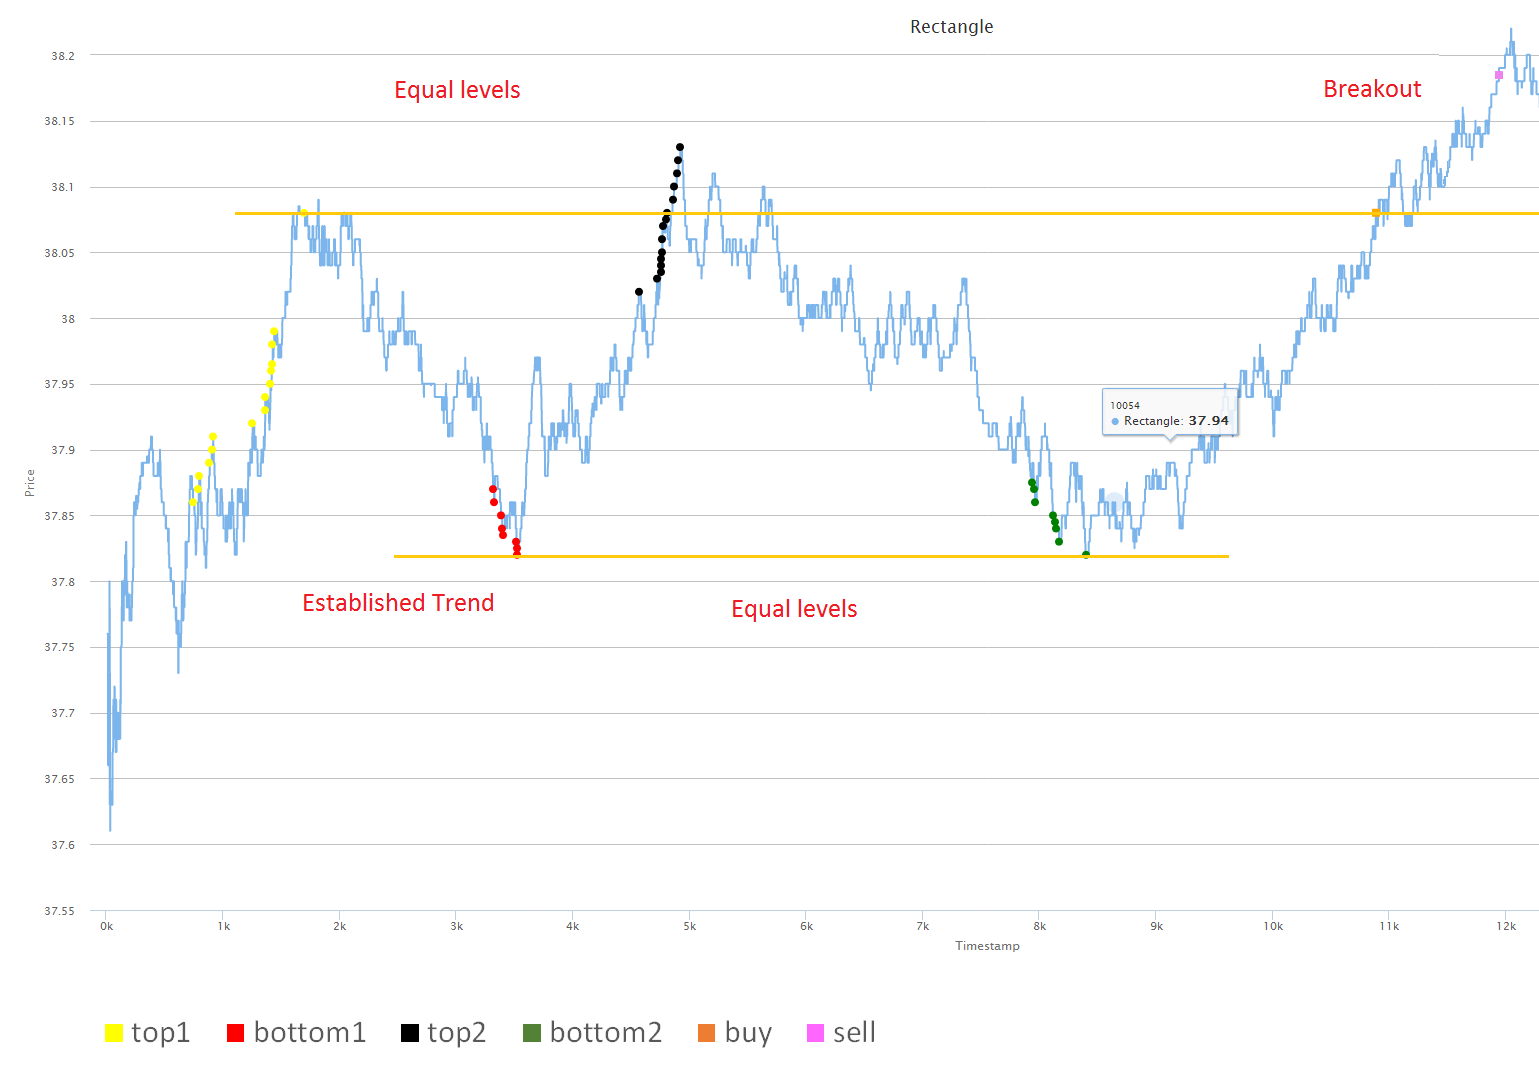 Rectangle
38.2
Equal levels
Breakout
38.15
38.1
38.05
38
37.95
10054
● Rectangle: 37.94
37.9
Price
37.85
37.8
Established Trend
Equal levels
37.75
37.7
37.65
37.6
37.55
0k 1k 2k 3k 4k 5k 6k 7k 8k 9k 10k 11k 12k
Timestamp
top1 bottom1 top2 bottom2 buy sell